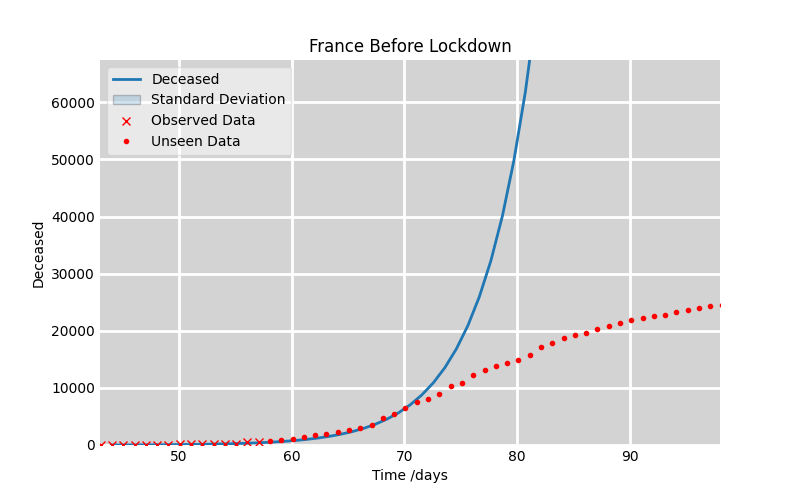 France Before Lockdown
Deceased
Standard Deviation
Observed Data
Unseen Data
60000
50000
40000
30000
20000
10000
0
Deceased
50 60 70 80 90
Time /days